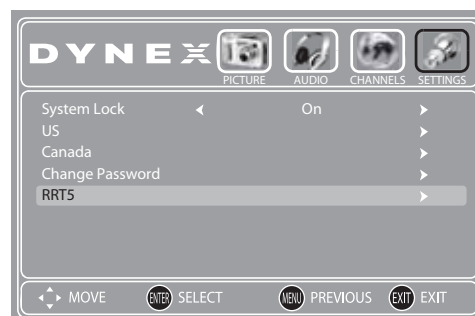 DYNEX
PICTURE AUDIO CHANNELS SETTINGS
System Lock On
US
Canada
Change Password
RRT5
MOVE ENTER SELECT MENU PREVIOUS EXIT EXIT